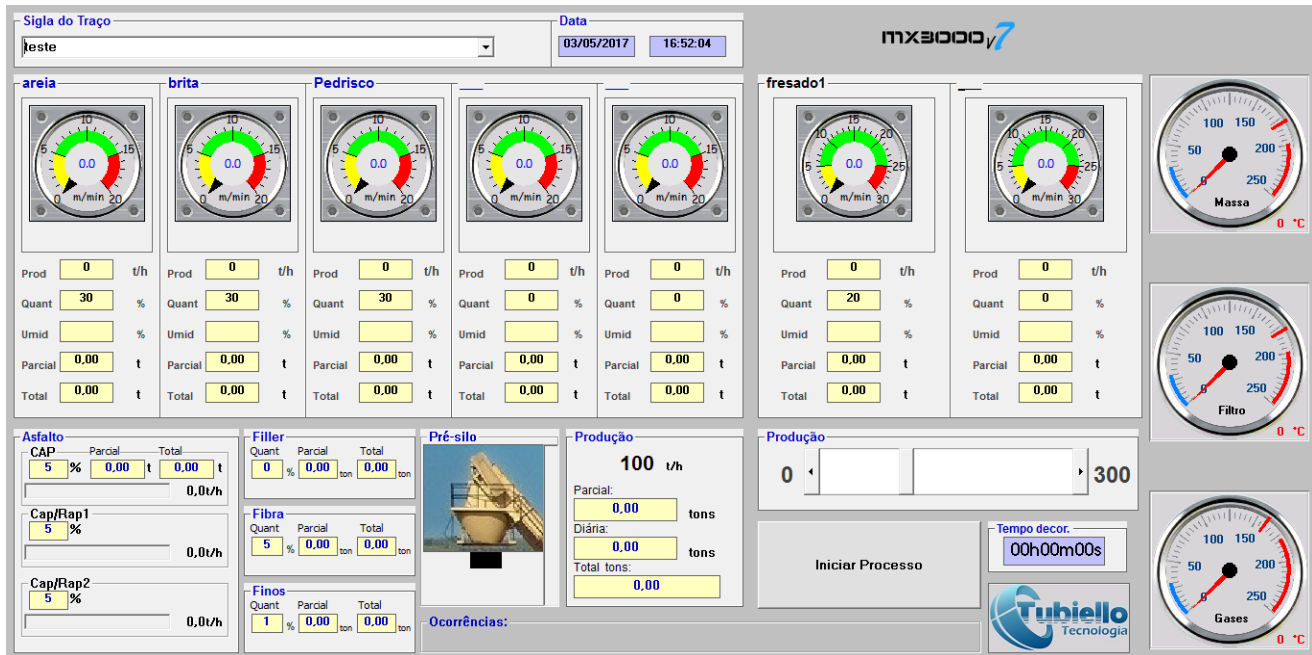 Sigla do Traço
teste
Data
03/05/2017 16:52:04
mx3000v7
areia
0 5 10 15 20
0.0
m/min
Prod 0 t/h
Quant 30 %
Umid %
Parcial 0,00 t
Total 0,00 t
brita
0 5 10 15 20
0.0
m/min
Prod 0 t/h
Quant 30 %
Umid %
Parcial 0,00 t
Total 0,00 t
Pedrisco
0 5 10 15 20
0.0
m/min
Prod 0 t/h
Quant 30 %
Umid %
Parcial 0,00 t
Total 0,00 t
___
0 5 10 15 20
0.0
m/min
Prod 0 t/h
Quant 0 %
Umid %
Parcial 0,00 t
Total 0,00 t
___
0 5 10 15 20
0.0
m/min
Prod 0 t/h
Quant 0 %
Umid %
Parcial 0,00 t
Total 0,00 t
fresado1
0 5 10 15 20 25 30
0.0
m/min
Prod 0 t/h
Quant 20 %
Umid %
Parcial 0,00 t
Total 0,00 t
___
0 5 10 15 20 25 30
0.0
m/min
Prod 0 t/h
Quant 0 %
Umid %
Parcial 0,00 t
Total 0,00 t
0 50 100 150 200 250
Massa
0 °C
0 50 100 150 200 250
Filtro
0 °C
0 50 100 150 200 250
Gases
0 °C
Asfalto
CAP Parcial Total
5 % 0,00 t 0,00 t
0,0t/h
Cap/Rap1
5 %
0,0t/h
Cap/Rap2
5 %
0,0t/h
Filler
Quant Parcial Total
0 % 0,00 ton 0,00 ton
Fibra
Quant Parcial Total
5 % 0,00 ton 0,00 ton
Finos
Quant Parcial Total
1 % 0,00 ton 0,00 ton
Pré-silo
Produção
100 t/h
Parcial:
0,00 tons
Diária:
0,00 tons
Total tons:
0,00
Ocorrências:
Produção
0 300
Iniciar Processo
Tempo decor.
00h00m00s
Tubiello
Tecnologia